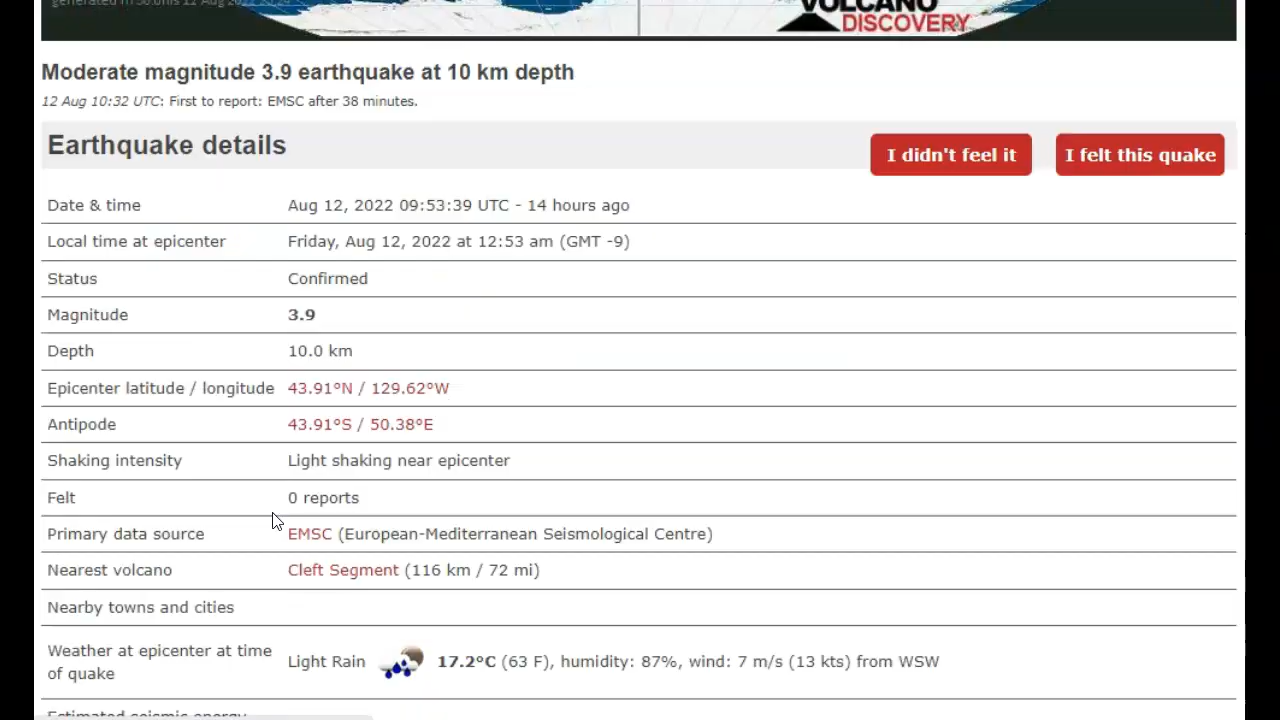 VOLCANO
DISCOVERY
Moderate magnitude 3.9 earthquake at 10 km depth
12 Aug 10:32 UTC: First to report: EMSC after 38 minutes.
Earthquake details
I didn't feel it
I felt this quake
Date & time Aug 12, 2022 09:53:39 UTC - 14 hours ago
Local time at epicenter Friday, Aug 12, 2022 at 12:53 am (GMT -9)
Status Confirmed
Magnitude 3.9
Depth 10.0 km
Epicenter latitude / longitude 43.91°N / 129.62°W
Antipode 43.91°S / 50.38°E
Shaking intensity Light shaking near epicenter
Felt 0 reports
Primary data source EMSC (European-Mediterranean Seismological Centre)
Nearest volcano Cleft Segment (116 km / 72 mi)
Nearby towns and cities
Weather at epicenter at time
of quake
Light Rain 17.2°C (63 F), humidity: 87%, wind: 7 m/s (13 kts) from WSW
Estimated seismic energy